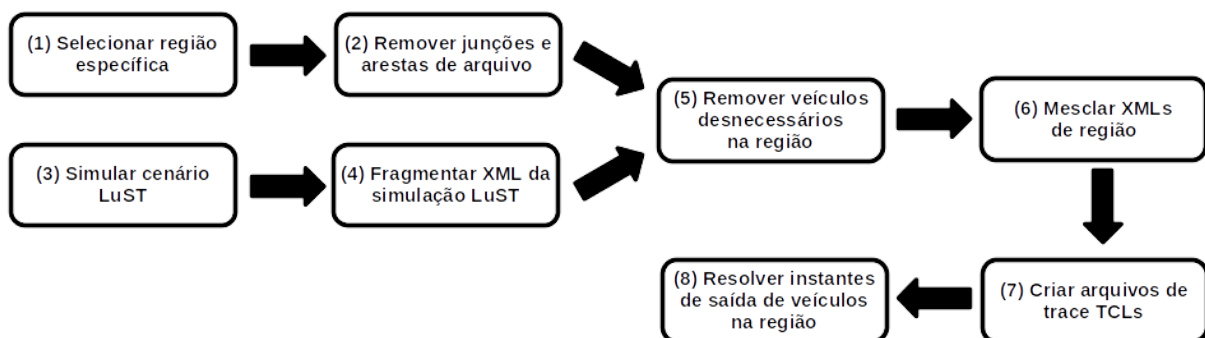 (1) Selecionar região
específica
(2) Remover junções e
arestas de arquivo
(3) Simular cenário
LuST
(4) Fragmentar XML da
simulação LuST
(5) Remover veículos
desnecessários
na região
(6) Mesclar XMLs
de região
(7) Criar arquivos de
trace TCLs
(8) Resolver instantes
de saída de veículos
na região